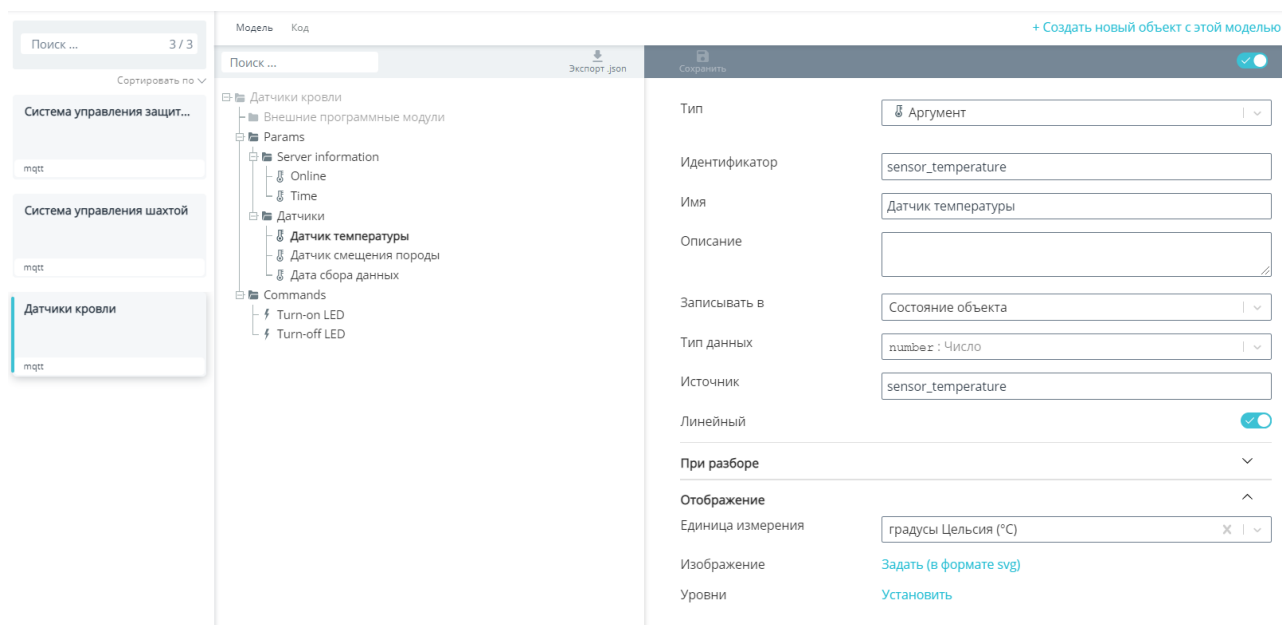 Модель Код
+ Создать новый объект с этой моделью
Поиск ... 3 / 3
Сортировать по
Система управления защит...
mqtt
Система управления шахтой
mqtt
Датчики кровли
mqtt
Поиск ...
Экспорт .json
Датчики кровли
Внешние программные модули
Params
Server information
Online
Time
Датчики
Датчик температуры
Датчик смещения породы
Дата сбора данных
Commands
Turn-on LED
Turn-off LED
Сохранить
Тип Аргумент
Идентификатор sensor_temperature
Имя Датчик температуры
Описание
Записывать в Состояние объекта
Тип данных number : Число
Источник sensor_temperature
Линейный
При разборе
Отображение
Единица измерения градусы Цельсия (°C)
Изображение Задать (в формате svg)
Уровни Установить